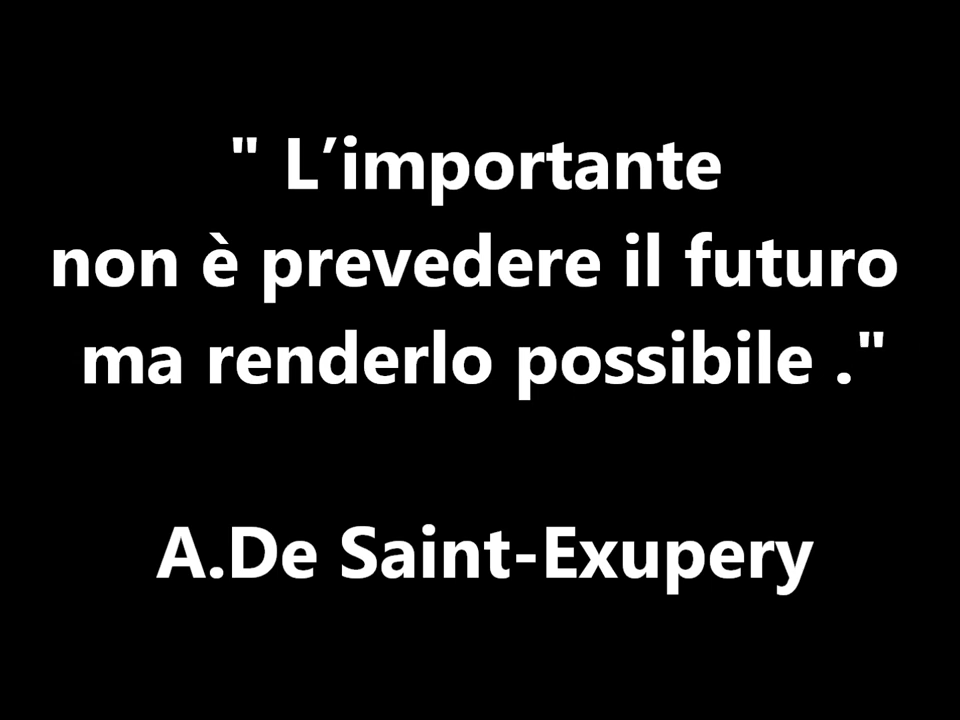 " L’importante
non è prevedere il futuro
ma renderlo possibile ."
A.De Saint-Exupery